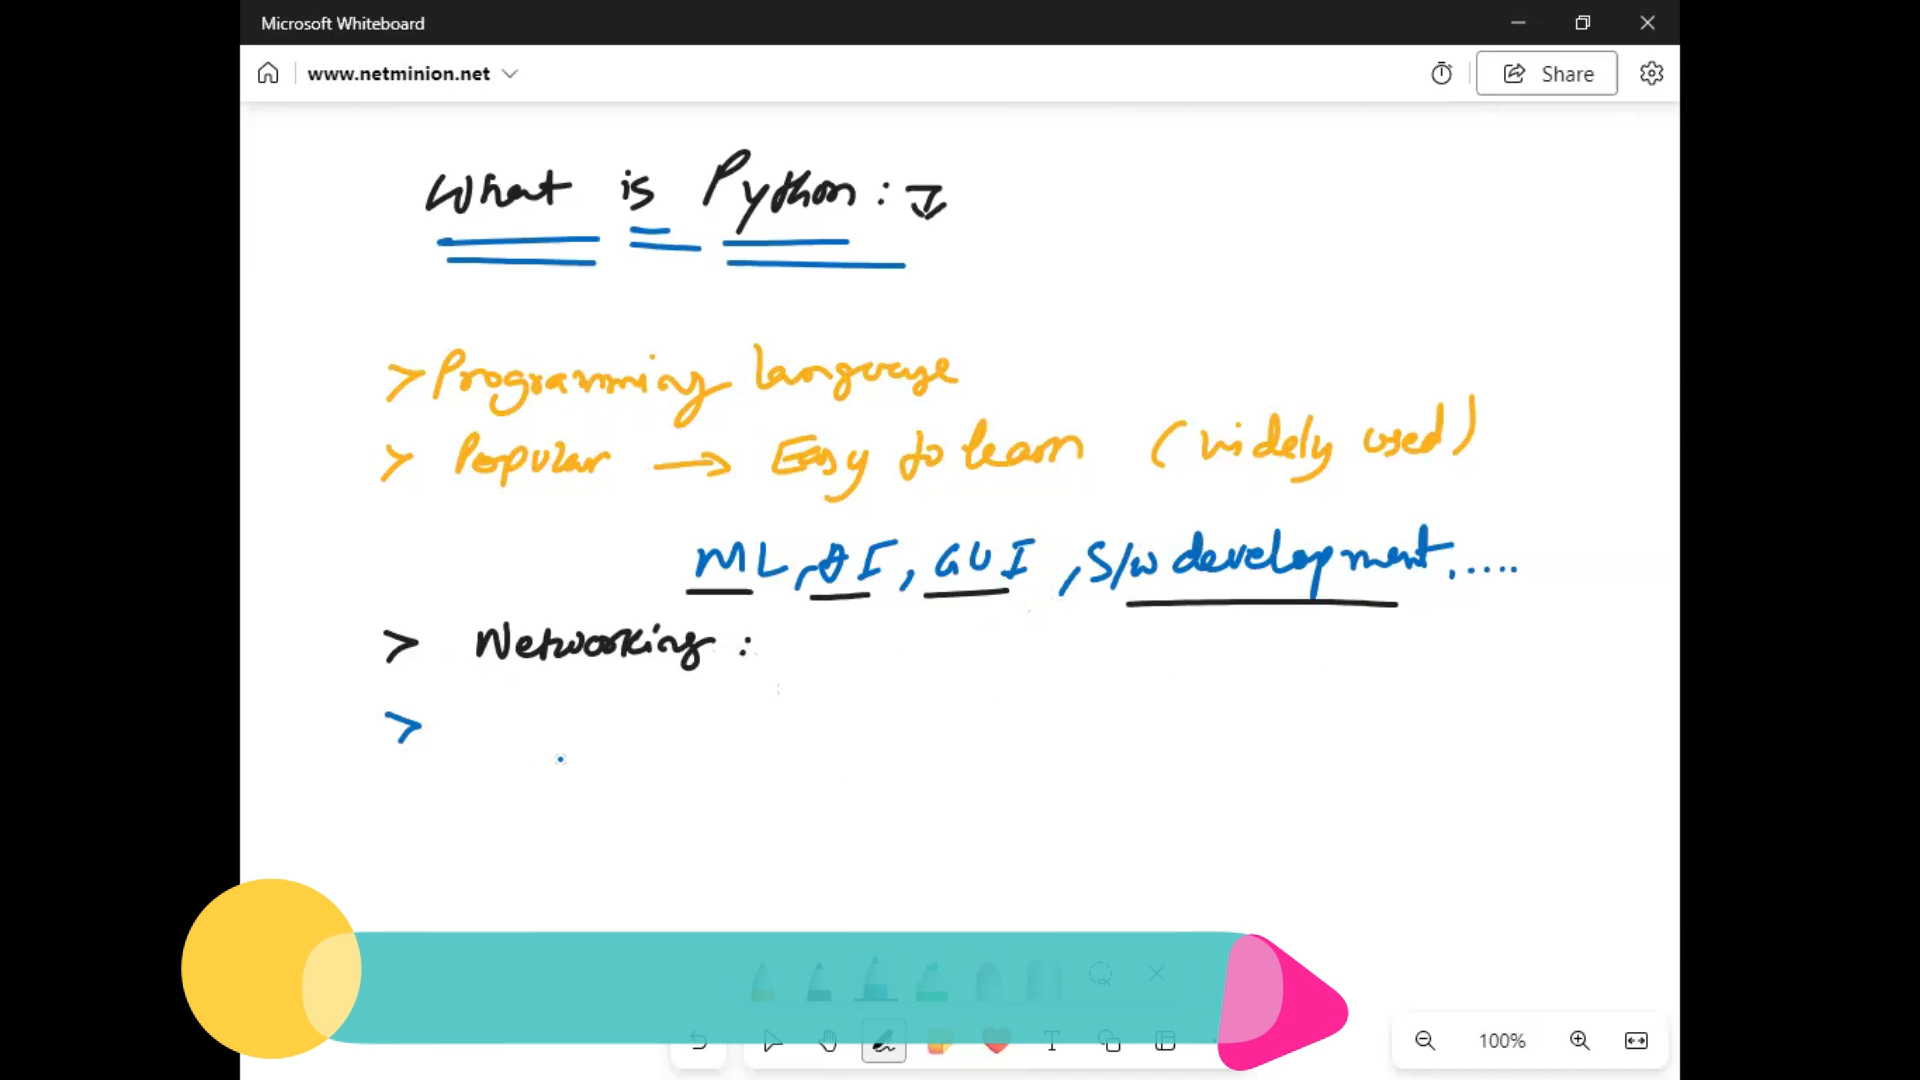 Microsoft Whiteboard
www.netminion.net
Share
What is Python :
> Programming language
> Popular → Easy to learn (widely used)
ML, AI, GUI, S/w development, ....
> Networking :
>
100%